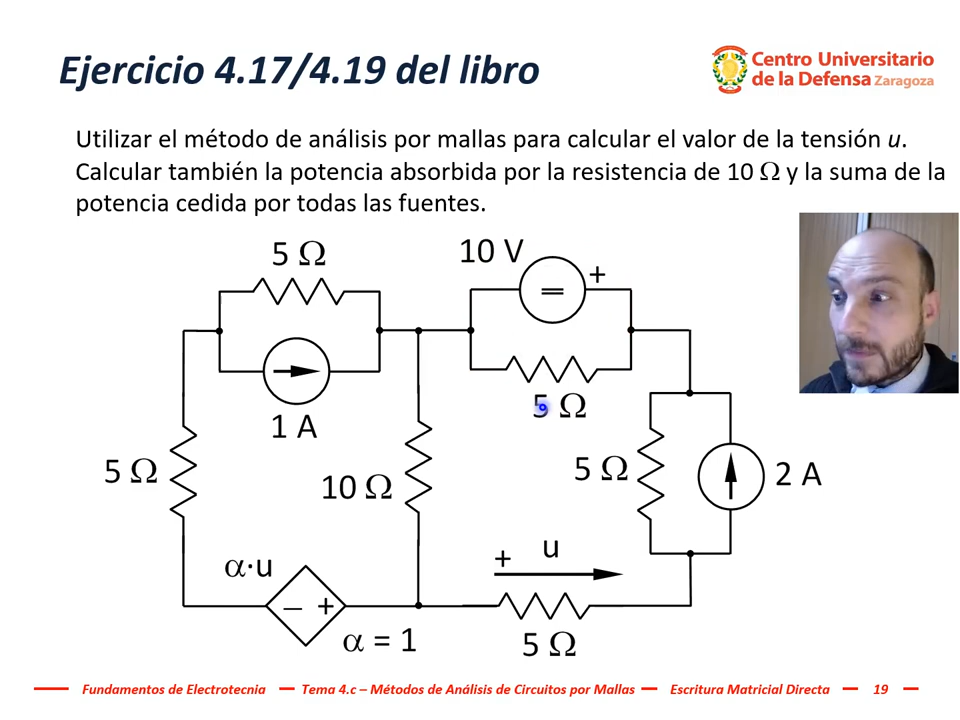 Ejercicio 4.17/4.19 del libro
Centro Universitario
de la Defensa Zaragoza
Utilizar el método de análisis por mallas para calcular el valor de la tensión u.
Calcular también la potencia absorbida por la resistencia de 10 Ω y la suma de la
potencia cedida por todas las fuentes.
5 Ω
10 V
+
=
1 A
5 Ω
5 Ω
10 Ω
5 Ω
2 A
α·u
+ u
− +
α = 1
5 Ω
Fundamentos de Electrotecnia — Tema 4.c – Métodos de Análisis de Circuitos por Mallas — Escritura Matricial Directa — 19